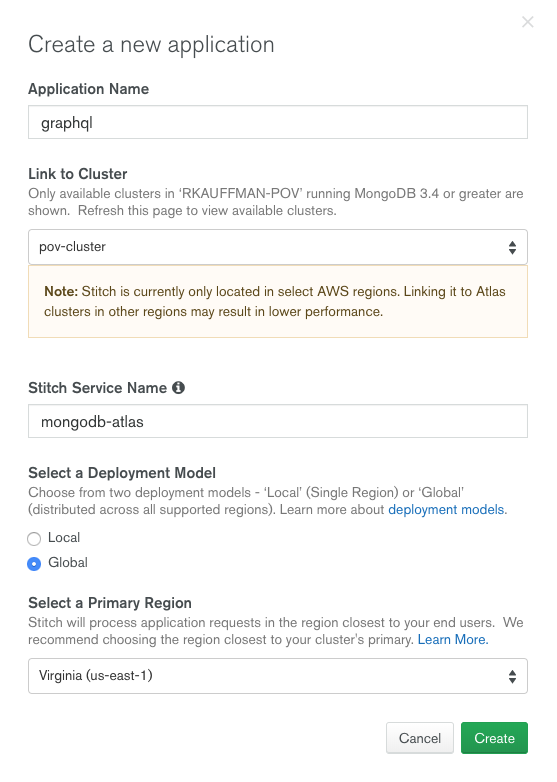 Create a new application
Application Name
graphql
Link to Cluster
Only available clusters in ‘RKAUFFMAN-POV’ running MongoDB 3.4 or greater are
shown.  Refresh this page to view available clusters.
pov-cluster
Note: Stitch is currently only located in select AWS regions. Linking it to Atlas
clusters in other regions may result in lower performance.
Stitch Service Name
mongodb-atlas
Select a Deployment Model
Choose from two deployment models - ‘Local’ (Single Region) or ‘Global’
(distributed across all supported regions). Learn more about deployment models.
Local
Global
Select a Primary Region
Stitch will process application requests in the region closest to your end users.  We
recommend choosing the region closest to your cluster's primary. Learn More.
Virginia (us-east-1)
Cancel
Create